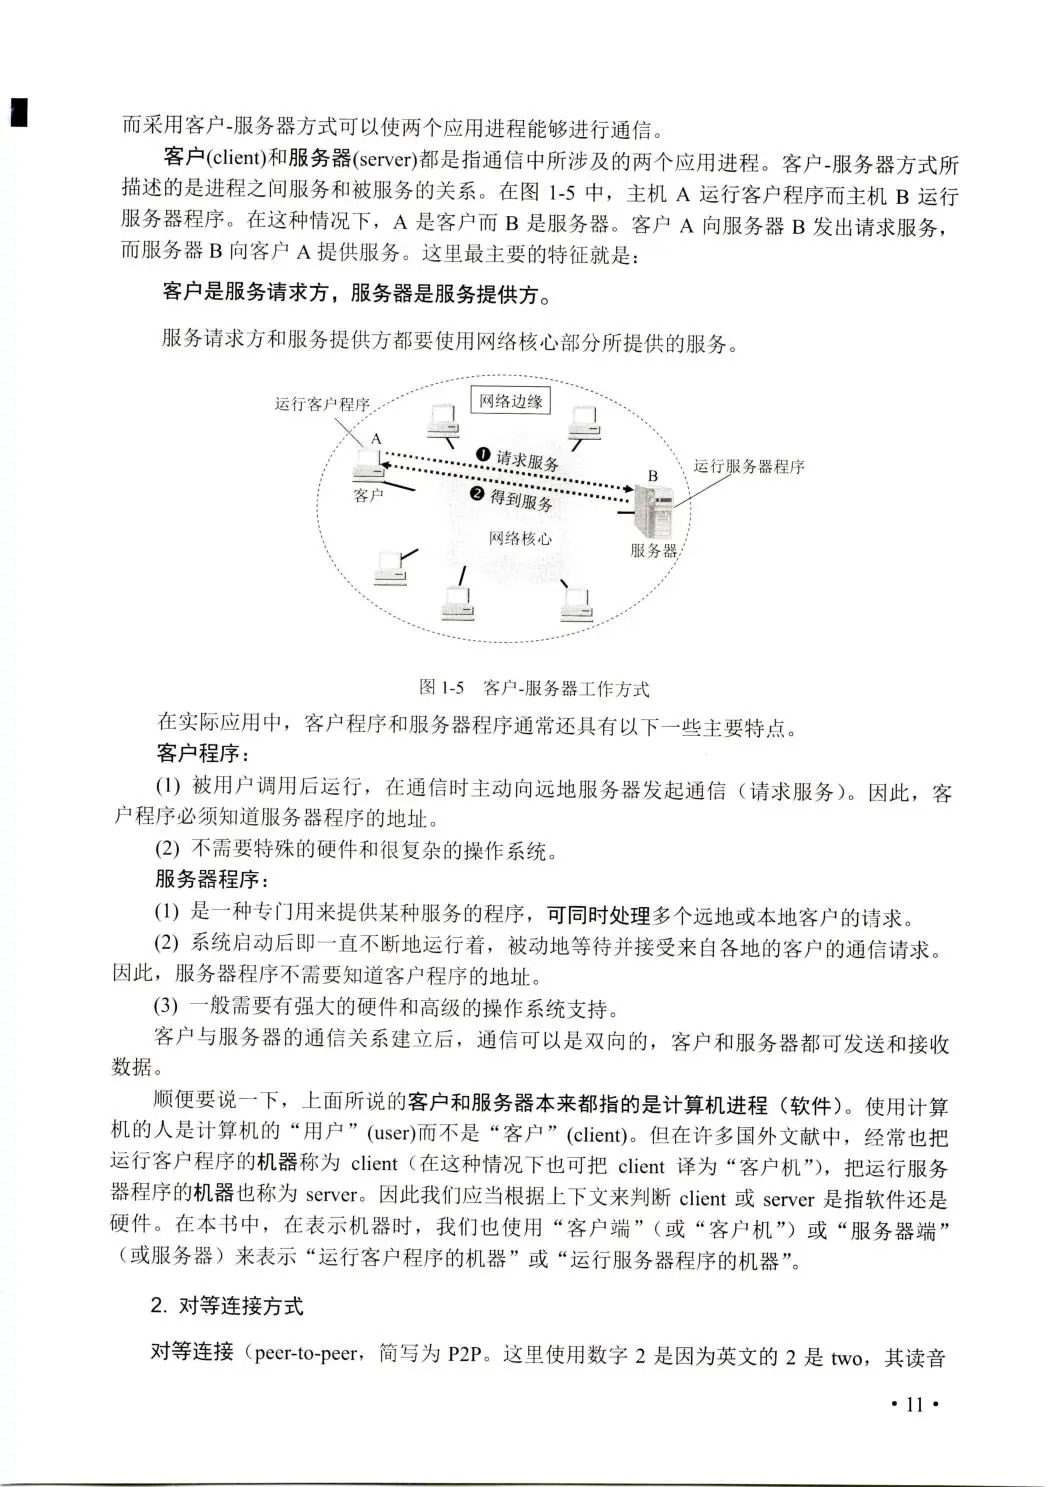 而采用客户-服务器方式可以使两个应用进程能够进行通信。
客户(client)和服务器(server)都是指通信中所涉及的两个应用进程。客户-服务器方式所
描述的是进程之间服务和被服务的关系。在图 1-5 中，主机 A 运行客户程序而主机 B 运行
服务器程序。在这种情况下，A 是客户而 B 是服务器。客户 A 向服务器 B 发出请求服务，
而服务器 B 向客户 A 提供服务。这里最主要的特征就是：
客户是服务请求方，服务器是服务提供方。
服务请求方和服务提供方都要使用网络核心部分所提供的服务。
运行客户程序
网络边缘
A
❶ 请求服务
B
运行服务器程序
客户
❷ 得到服务
网络核心
服务器
图 1-5 客户-服务器工作方式
在实际应用中，客户程序和服务器程序通常还具有以下一些主要特点。
客户程序：
(1) 被用户调用后运行，在通信时主动向远地服务器发起通信（请求服务）。因此，客
户程序必须知道服务器程序的地址。
(2) 不需要特殊的硬件和很复杂的操作系统。
服务器程序：
(1) 是一种专门用来提供某种服务的程序，可同时处理多个远地或本地客户的请求。
(2) 系统启动后即一直不断地运行着，被动地等待并接受来自各地的客户的通信请求。
因此，服务器程序不需要知道客户程序的地址。
(3) 一般需要有强大的硬件和高级的操作系统支持。
客户与服务器的通信关系建立后，通信可以是双向的，客户和服务器都可发送和接收
数据。
顺便要说一下，上面所说的客户和服务器本来都指的是计算机进程（软件）。使用计算
机的人是计算机的“用户”(user)而不是“客户”(client)。但在许多国外文献中，经常也把
运行客户程序的机器称为 client（在这种情况下也可把 client 译为“客户机”），把运行服务
器程序的机器也称为 server。因此我们应当根据上下文来判断 client 或 server 是指软件还是
硬件。在本书中，在表示机器时，我们也使用“客户端”（或“客户机”）或“服务器端”
（或服务器）来表示“运行客户程序的机器”或“运行服务器程序的机器”。
2. 对等连接方式
对等连接（peer-to-peer，简写为 P2P。这里使用数字 2 是因为英文的 2 是 two，其读音
• 11 •